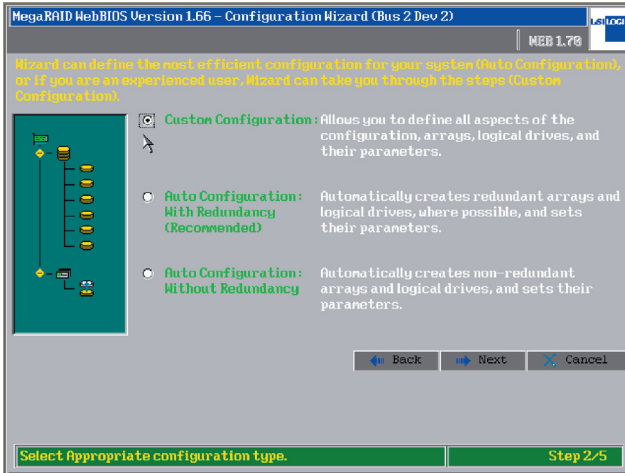 MegaRAID WebBIOS Version 1.66 - Configuration Wizard (Bus 2 Dev 2)
LSI LOGI
WEB 1.70
Wizard can define the most efficient configuration for your system(Auto Configuration),
or if you are an experienced user, Wizard can take you through the steps (Custom
Configuration).
Custom Configuration: Allows you to define all aspects of the
configuration, arrays, logical drives, and
their parameters.
Auto Configuration: Automatically creates redundant arrays and
With Redundancy logical drives, where possible, and sets
(Recommended) their parameters.
Auto Configuration: Automatically creates non-redundant
Without Redundancy arrays and logical drives, and sets their
parameters.
Back Next Cancel
Select Appropriate configuration type. Step 2/5